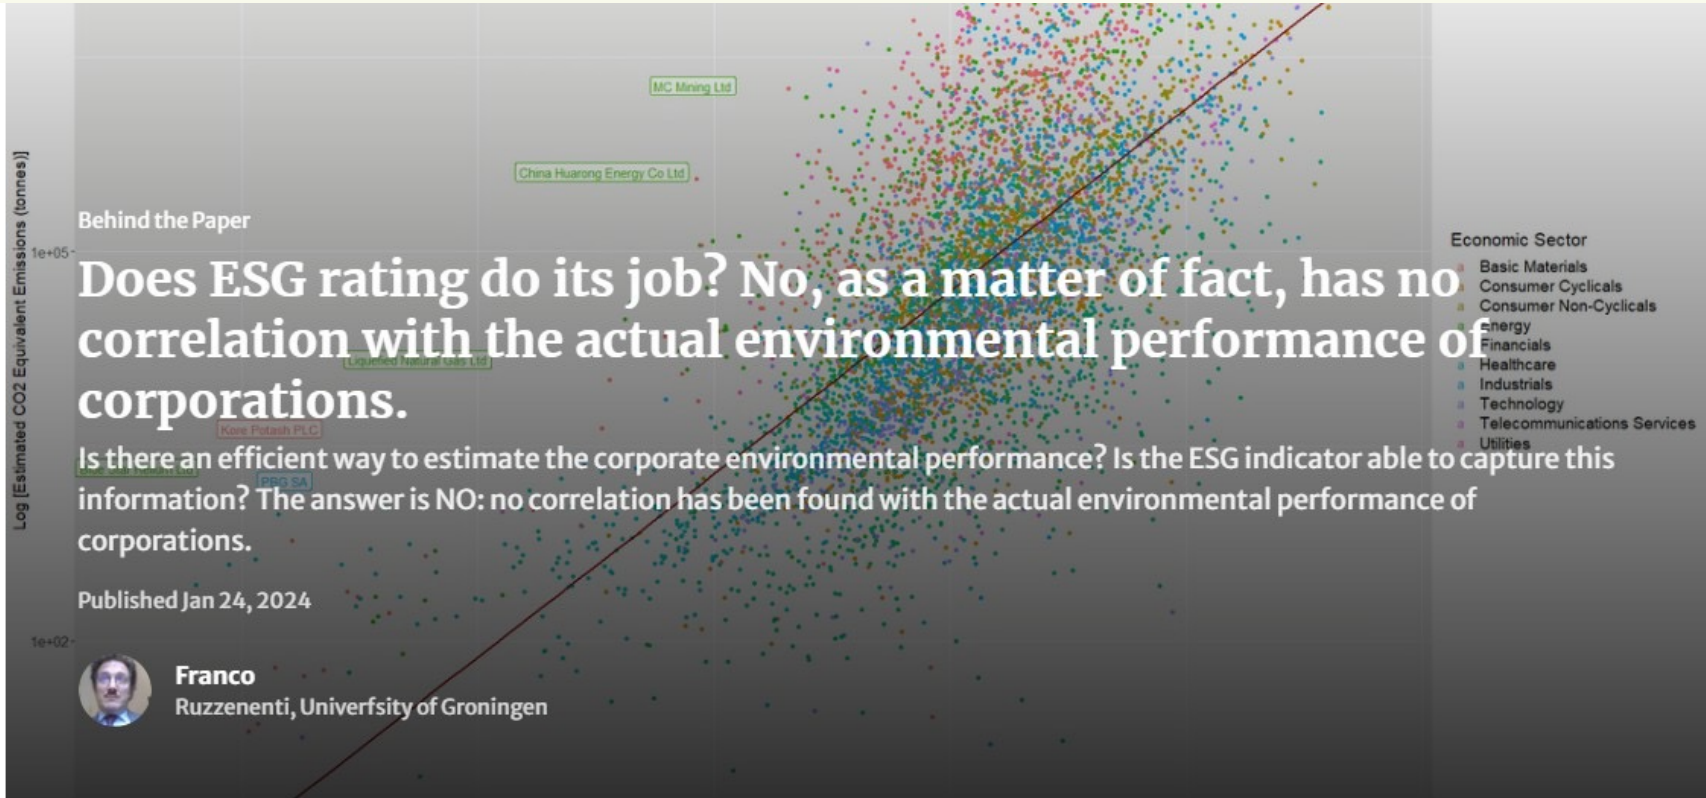 MC Mining Ltd
China Huarong Energy Co Ltd
Behind the Paper
Does ESG rating do its job? No, as a matter of fact, has no
correlation with the actual environmental performance of
corporations.
Is there an efficient way to estimate the corporate environmental performance? Is the ESG indicator able to capture this
information? The answer is NO: no correlation has been found with the actual environmental performance of
corporations.
Published Jan 24, 2024
Franco
Ruzzenenti, Univerfsity of Groningen
Log [Estimated CO2 Equivalent Emissions (tonnes)]
1e+05
1e+02
Liquefied Natural Gas Ltd
Kore Potash PLC
PBG SA
Economic Sector
Basic Materials
Consumer Cyclicals
Consumer Non-Cyclicals
Energy
Financials
Healthcare
Industrials
Technology
Telecommunications Services
Utilities